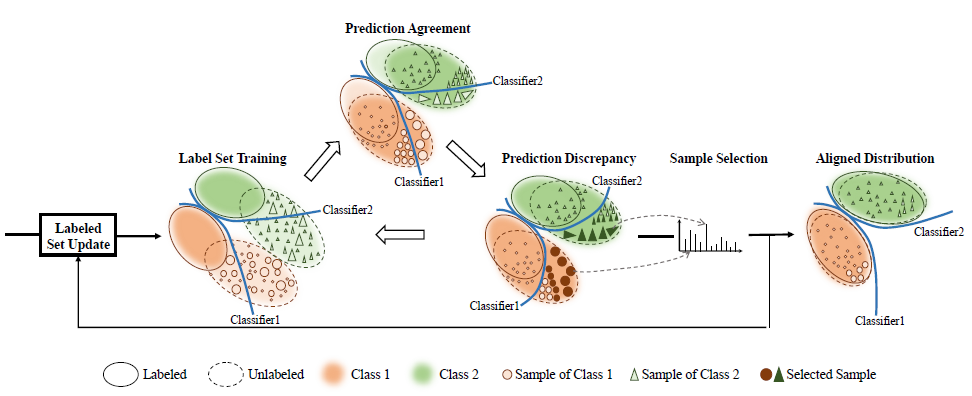 Prediction Agreement
Classifier2
Classifier1
Label Set Training
Classifier2
Classifier1
Prediction Discrepancy
Classifier2
Classifier1
Sample Selection
Aligned Distribution
Classifier2
Classifier1
Labeled
Set Update
Labeled
Unlabeled
Class 1
Class 2
Sample of Class 1
Sample of Class 2
Selected Sample